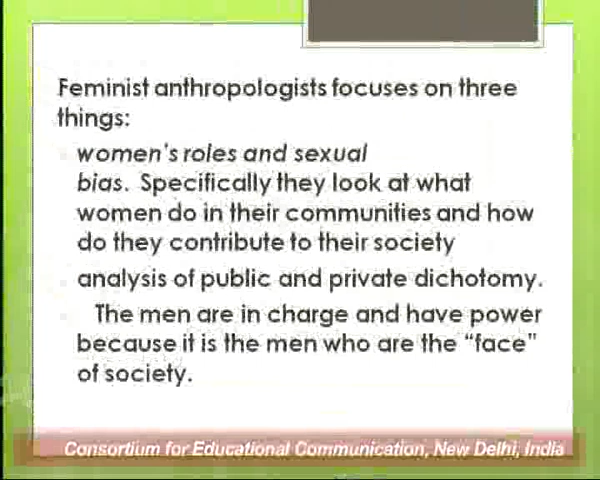 Feminist anthropologists focuses on three
things:
women's roles and sexual
bias. Specifically they look at what
women do in their communities and how
do they contribute to their society
analysis of public and private dichotomy.
The men are in charge and have power
because it is the men who are the “face”
of society.
Consortium for Educational Communication, New Delhi, India